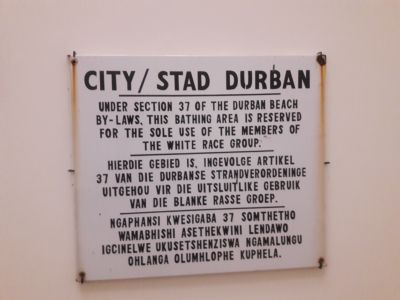 CITY/ STAD DURBAN
UNDER SECTION 37 OF THE DURBAN BEACH
BY-LAWS, THIS BATHING AREA IS RESERVED
FOR THE SOLE USE OF THE MEMBERS OF
THE WHITE RACE GROUP.
HIERDIE GEBIED IS, INGEVOLGE ARTIKEL
37 VAN DIE DURBANSE STRANDVERORDENINGE
UITGEHOU VIR DIE UITSLUITLIKE GEBRUIK
VAN DIE BLANKE RASSE GROEP.
NGAPHANSI KWESIGABA 37 SOMTHETHO
WAMABHISHI ASETHEKWINI LENDAWO
IGCINELWE UKUSETSHENZISWA NGAMALUNGU
OHLANGA OLUMHLOPHE KUPHELA.